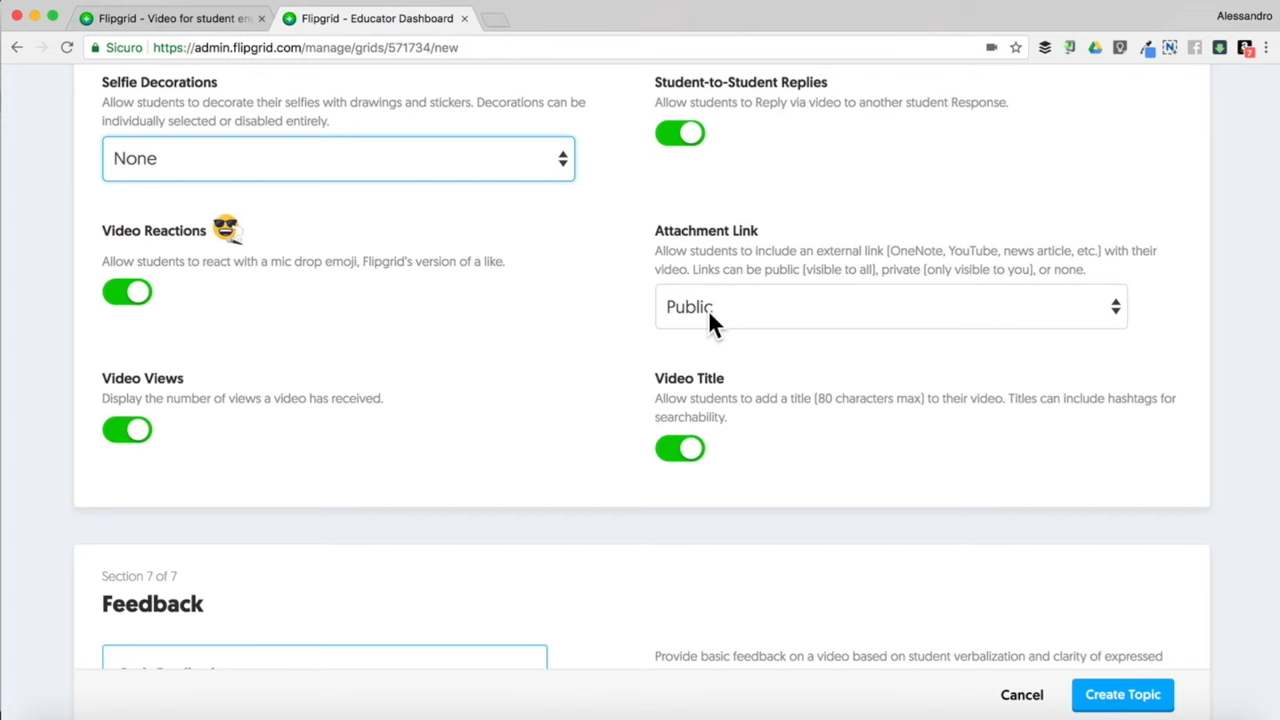 Flipgrid - Video for student en
Flipgrid - Educator Dashboard
Alessandro
Sicuro
https://admin.flipgrid.com/manage/grids/571734/new
7
Selfie Decorations
Allow students to decorate their selfies with drawings and stickers. Decorations can be
individually selected or disabled entirely.
None
Student-to-Student Replies
Allow students to Reply via video to another student Response.
Video Reactions
Allow students to react with a mic drop emoji, Flipgrid's version of a like.
Attachment Link
Allow students to include an external link [OneNote, YouTube, news article, etc.] with their
video. Links can be public [visible to all], private [only visible to you], or none.
Public
Video Views
Display the number of views a video has received.
Video Title
Allow students to add a title [80 characters max] to their video. Titles can include hashtags for
searchability.
Section 7 of 7
Feedback
Provide basic feedback on a video based on student verbalization and clarity of expressed
Cancel
Create Topic